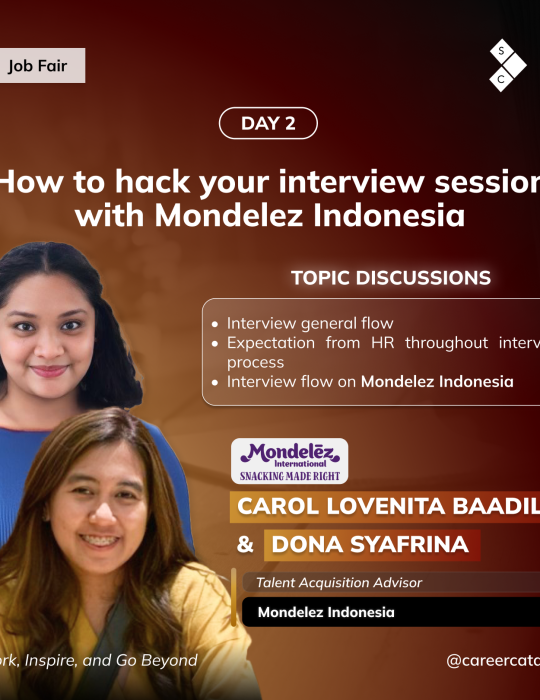 Job Fair
S
C
DAY 2
How to hack your interview session
with Mondelez Indonesia
TOPIC DISCUSSIONS
• Interview general flow
• Expectation from HR throughout interv
process
• Interview flow on Mondelez Indonesia
Mondelēz
International
SNACKING MADE RIGHT
CAROL LOVENITA BAADIL
& DONA SYAFRINA
Talent Acquisition Advisor
Mondelez Indonesia
ork, Inspire, and Go Beyond
@careercata